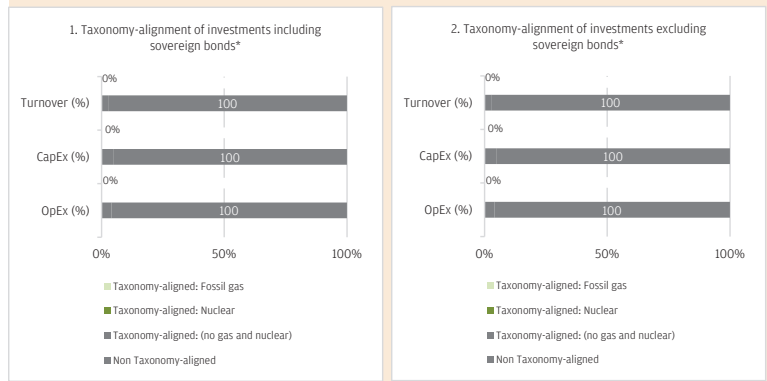 1. Taxonomy-alignment of investments including
sovereign bonds*
0%
Turnover (%)
100
0%
CapEx (%)
100
0%
OpEx (%)
100
0%
50%
100%
Taxonomy-aligned: Fossil gas
Taxonomy-aligned: Nuclear
Taxonomy-aligned: (no gas and nuclear)
Non Taxonomy-aligned
2. Taxonomy-alignment of investments excluding
sovereign bonds*
0%
Turnover (%)
100
0%
CapEx (%)
100
0%
OpEx (%)
100
0%
50%
100%
Taxonomy-aligned: Fossil gas
Taxonomy-aligned: Nuclear
Taxonomy-aligned: (no gas and nuclear)
Non Taxonomy-aligned